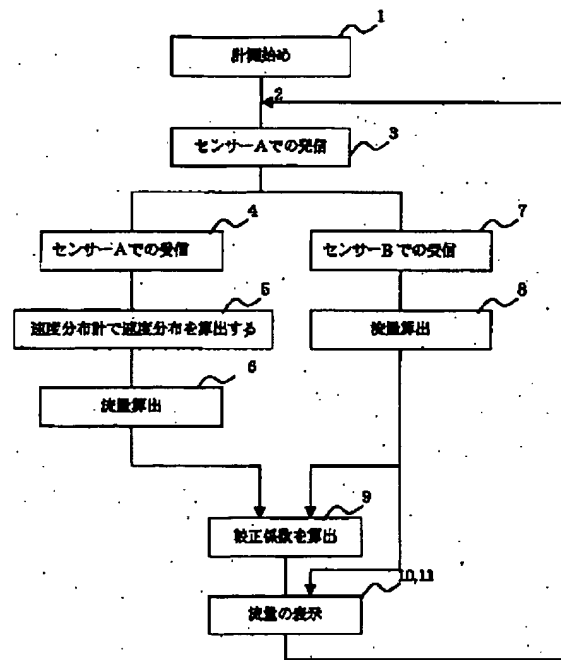 1
計測始め
2
センサーAでの発信
3
4
センサーAでの受信
7
センサーBでの受信
5
速度分布計で速度分布を算出する
8
流量算出
6
流量算出
9
較正係数を算出
10,11
流量の表示